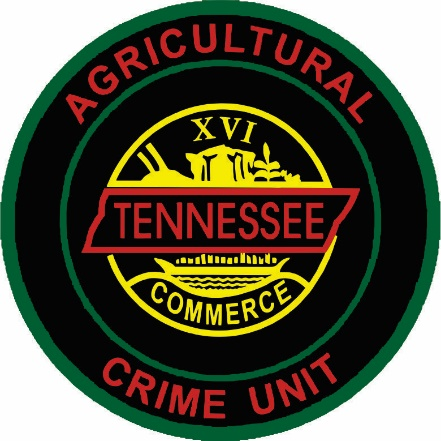 AGRICULTURAL
XVI
TENNESSEE
COMMERCE
CRIME UNIT